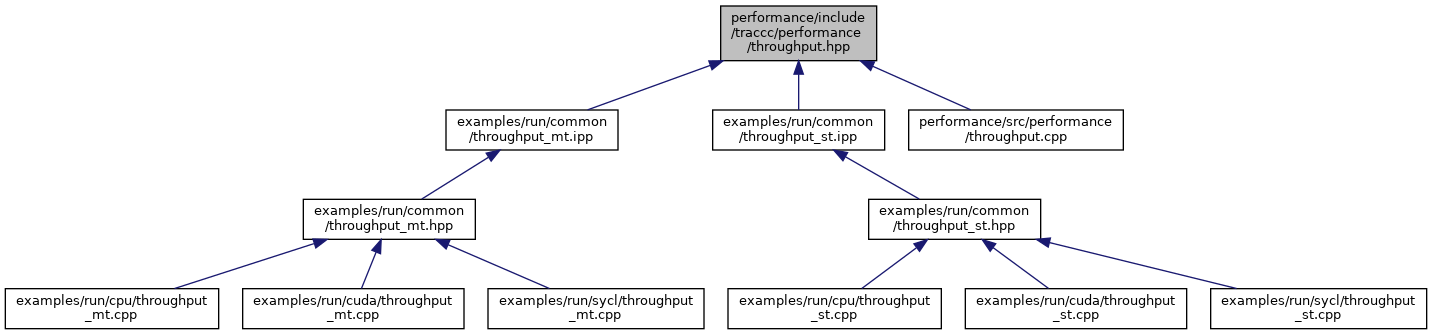 performance/include
/traccc/performance
/throughput.hpp
examples/run/common
/throughput_mt.ipp
examples/run/common
/throughput_st.ipp
performance/src/performance
/throughput.cpp
examples/run/common
/throughput_mt.hpp
examples/run/common
/throughput_st.hpp
examples/run/cpu/throughput
_mt.cpp
examples/run/cuda/throughput
_mt.cpp
examples/run/sycl/throughput
_mt.cpp
examples/run/cpu/throughput
_st.cpp
examples/run/cuda/throughput
_st.cpp
examples/run/sycl/throughput
_st.cpp